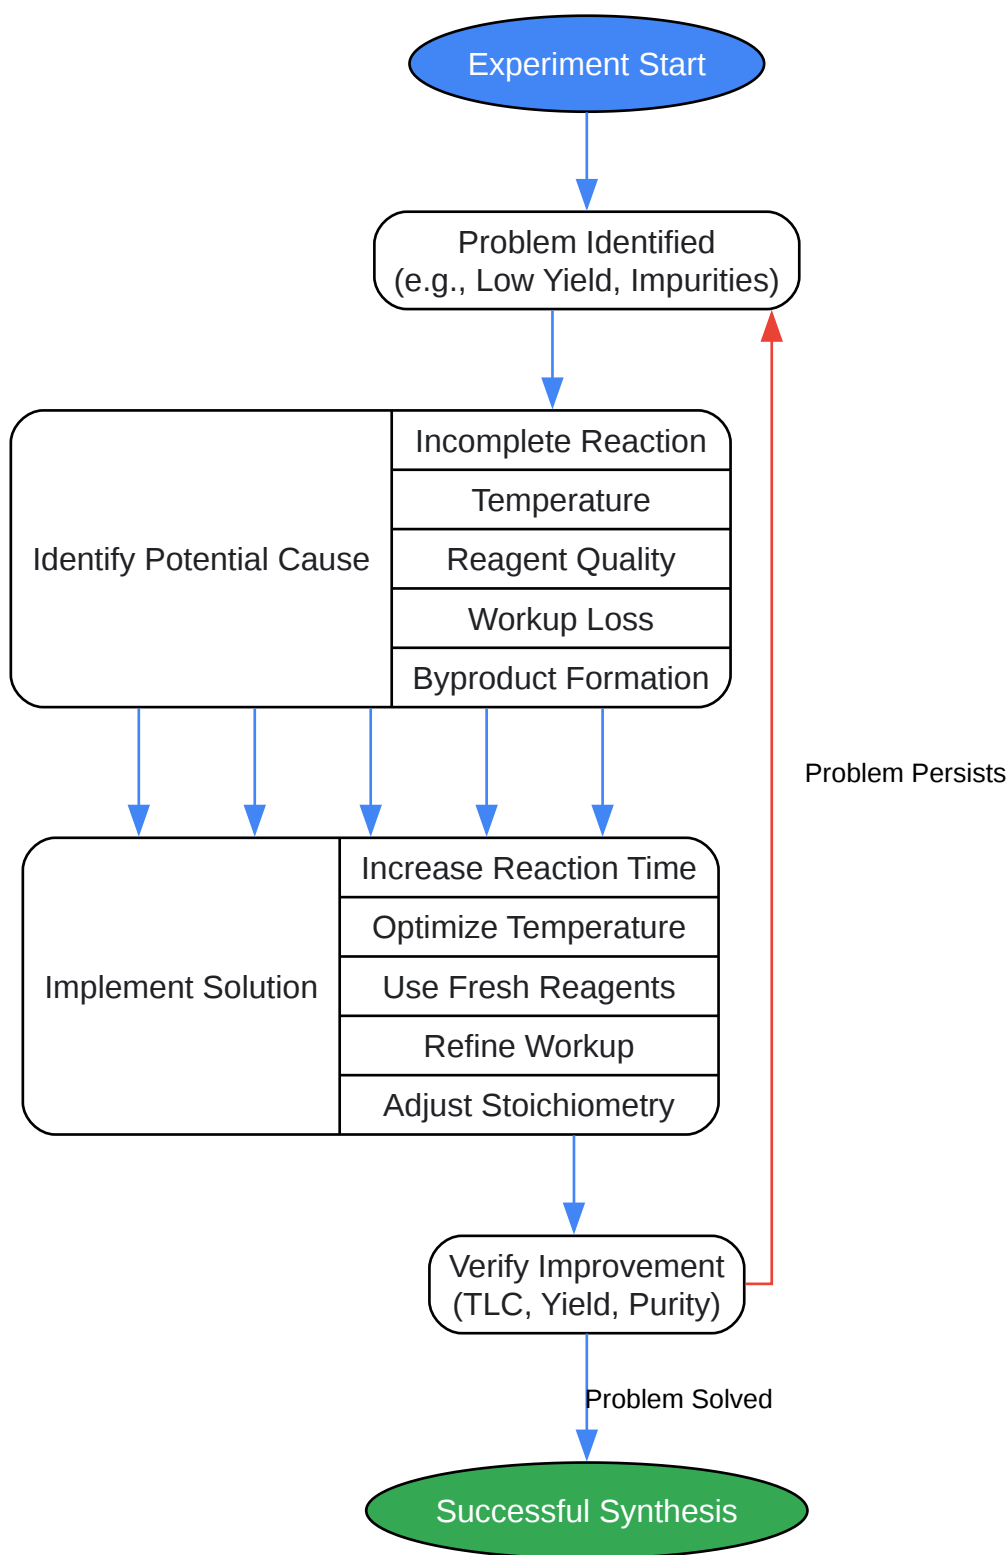 Experiment Start
Problem Identified
(e.g., Low Yield, Impurities)
Identify Potential Cause
Incomplete Reaction
Temperature
Reagent Quality
Workup Loss
Byproduct Formation
Problem Persists
Implement Solution
Increase Reaction Time
Optimize Temperature
Use Fresh Reagents
Refine Workup
Adjust Stoichiometry
Verify Improvement
(TLC, Yield, Purity)
Problem Solved
Successful Synthesis